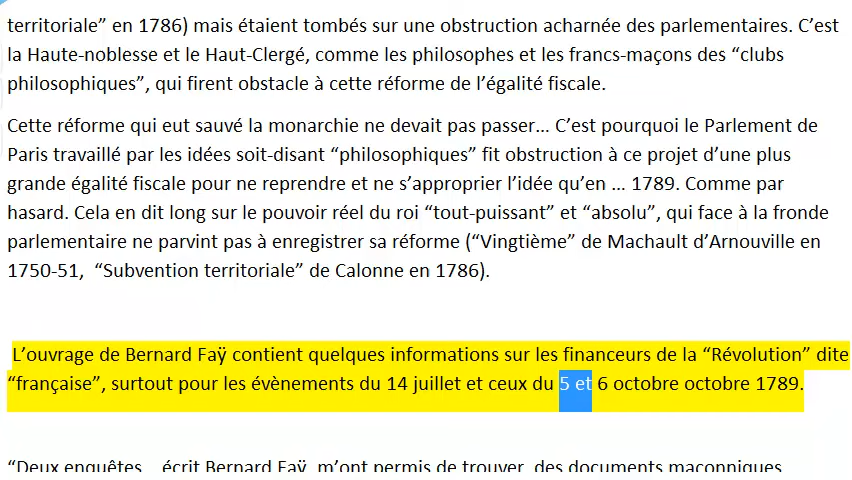 territoriale” en 1786) mais étaient tombés sur une obstruction acharnée des parlementaires. C’est
la Haute-noblesse et le Haut-Clergé, comme les philosophes et les francs-maçons des “clubs
philosophiques”, qui firent obstacle à cette réforme de l’égalité fiscale.
Cette réforme qui eut sauvé la monarchie ne devait pas passer… C’est pourquoi le Parlement de
Paris travaillé par les idées soit-disant “philosophiques” fit obstruction à ce projet d’une plus
grande égalité fiscale pour ne reprendre et ne s’approprier l’idée qu’en … 1789. Comme par
hasard. Cela en dit long sur le pouvoir réel du roi “tout-puissant” et “absolu”, qui face à la fronde
parlementaire ne parvint pas à enregistrer sa réforme (“Vingtième” de Machault d’Arnouville en
1750-51,  “Subvention territoriale” de Calonne en 1786).
L’ouvrage de Bernard Faÿ contient quelques informations sur les financeurs de la “Révolution” dite
“française”, surtout pour les évènements du 14 juillet et ceux du 5 et 6 octobre octobre 1789.
“Deux enquêtes, écrit Bernard Faÿ, m’ont permis de trouver, des documents maçonniques